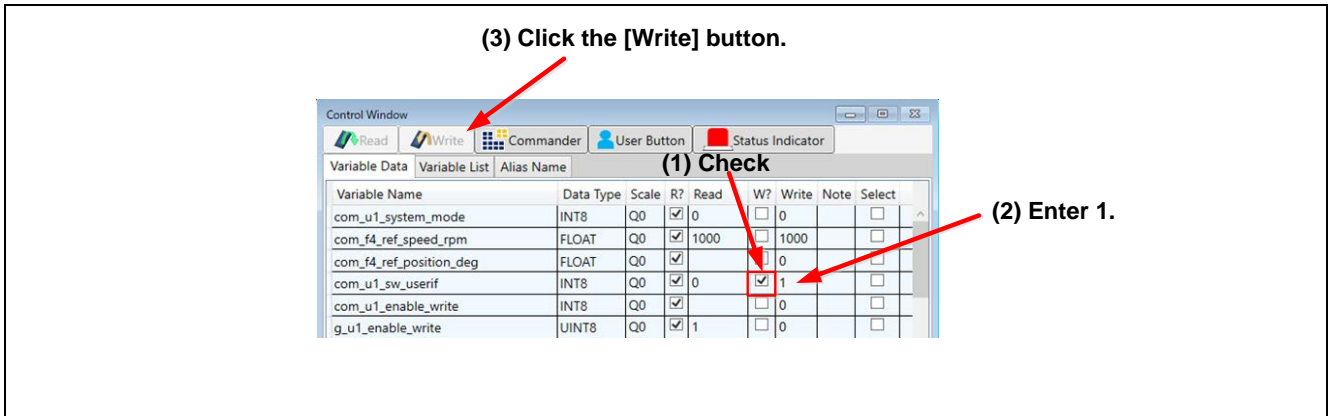 (3) Click the [Write] button.
Control Window
Read Write Commander User Button Status Indicator
Variable Data Variable List Alias Name
(1) Check
Variable Name Data Type Scale R? Read W? Write Note Select
com_u1_system_mode INT8 Q0 0 0
(2) Enter 1.
com_f4_ref_speed_rpm FLOAT Q0 1000 1000
com_f4_ref_position_deg FLOAT Q0 0
com_u1_sw_userif INT8 Q0 0 1
com_u1_enable_write INT8 Q0 0
g_u1_enable_write UINT8 Q0 1 0